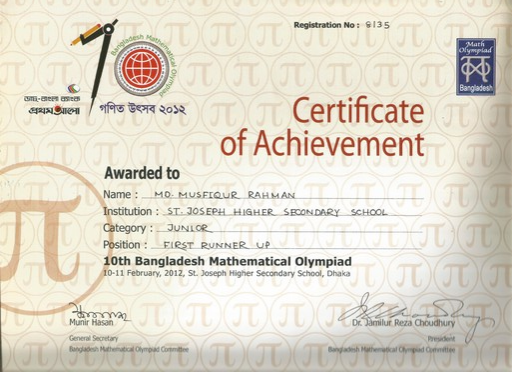 Registration No : 8135
Bangladesh Mathematical Olympiad
Math
Olympiad
Bangladesh
ডাচ্-বাংলা ব্যাংক
প্রথম আলো
গণিত উৎসব ২০১২
Certificate
of Achievement
Awarded to
Name : MD. MUSFIQUR RAHMAN
Institution : ST. JOSEPH HIGHER SECONDARY SCHOOL
Category : JUNIOR
Position : FIRST RUNNER UP
10th Bangladesh Mathematical Olympiad
10-11 February, 2012, St. Joseph Higher Secondary School, Dhaka
Munir Hasan
General Secretary
Bangladesh Mathematical Olympiad Committee
Dr. Jamilur Reza Choudhury
President
Bangladesh Mathematical Olympiad Committee